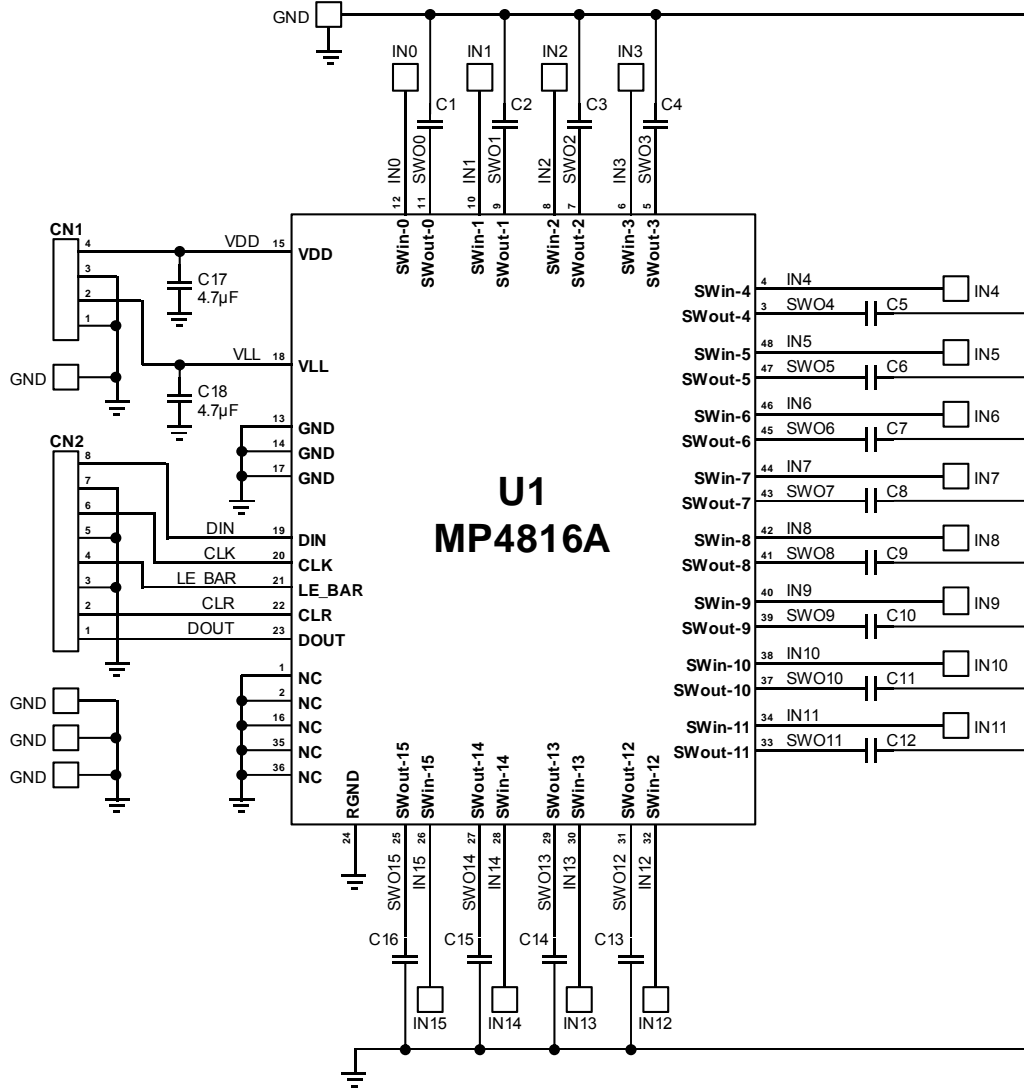 GND
IN0
IN1
IN2
IN3
C1
C2
C3
C4
IN0
SWO0
IN1
SWO1
IN2
SWO2
IN3
SWO3
12
11
10
9
8
7
6
5
SWin-0
SWout-0
SWin-1
SWout-1
SWin-2
SWout-2
SWin-3
SWout-3
CN1
4
3
2
1
VDD
15
VDD
C17
4.7µF
VLL
18
VLL
C18
4.7µF
GND
13
GND
14
GND
17
GND
CN2
8
7
6
5
4
3
2
1
DIN
19
DIN
CLK
20
CLK
LE_BAR
21
LE_BAR
CLR
22
CLR
DOUT
23
DOUT
1
NC
2
NC
16
NC
35
NC
36
NC
GND
GND
GND
U1
MP4816A
SWin-4
4
IN4
IN4
SWout-4
3
SWO4
C5
SWin-5
48
IN5
IN5
SWout-5
47
SWO5
C6
SWin-6
46
IN6
IN6
SWout-6
45
SWO6
C7
SWin-7
44
IN7
IN7
SWout-7
43
SWO7
C8
SWin-8
42
IN8
IN8
SWout-8
41
SWO8
C9
SWin-9
40
IN9
IN9
SWout-9
39
SWO9
C10
SWin-10
38
IN10
IN10
SWout-10
37
SWO10
C11
SWin-11
34
IN11
IN11
SWout-11
33
SWO11
C12
RGND
SWout-15
SWin-15
SWout-14
SWin-14
SWout-13
SWin-13
SWout-12
SWin-12
24
25
26
27
28
29
30
31
32
SWO15
IN15
SWO14
IN14
SWO13
IN13
SWO12
IN12
C16
C15
C14
C13
IN15
IN14
IN13
IN12